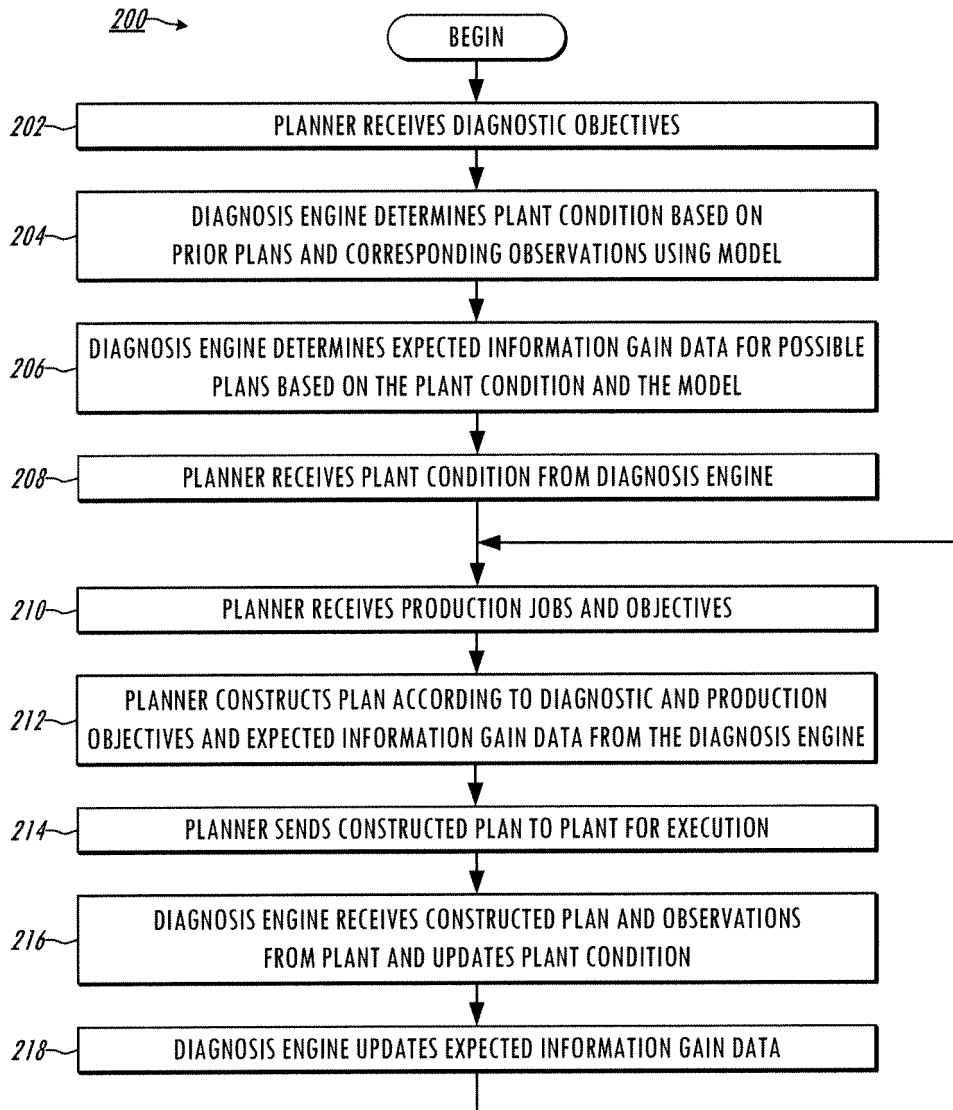 200
BEGIN
202
PLANNER RECEIVES DIAGNOSTIC OBJECTIVES
204
DIAGNOSIS ENGINE DETERMINES PLANT CONDITION BASED ON
PRIOR PLANS AND CORRESPONDING OBSERVATIONS USING MODEL
206
DIAGNOSIS ENGINE DETERMINES EXPECTED INFORMATION GAIN DATA FOR POSSIBLE
PLANS BASED ON THE PLANT CONDITION AND THE MODEL
208
PLANNER RECEIVES PLANT CONDITION FROM DIAGNOSIS ENGINE
210
PLANNER RECEIVES PRODUCTION JOBS AND OBJECTIVES
212
PLANNER CONSTRUCTS PLAN ACCORDING TO DIAGNOSTIC AND PRODUCTION
OBJECTIVES AND EXPECTED INFORMATION GAIN DATA FROM THE DIAGNOSIS ENGINE
214
PLANNER SENDS CONSTRUCTED PLAN TO PLANT FOR EXECUTION
216
DIAGNOSIS ENGINE RECEIVES CONSTRUCTED PLAN AND OBSERVATIONS
FROM PLANT AND UPDATES PLANT CONDITION
218
DIAGNOSIS ENGINE UPDATES EXPECTED INFORMATION GAIN DATA